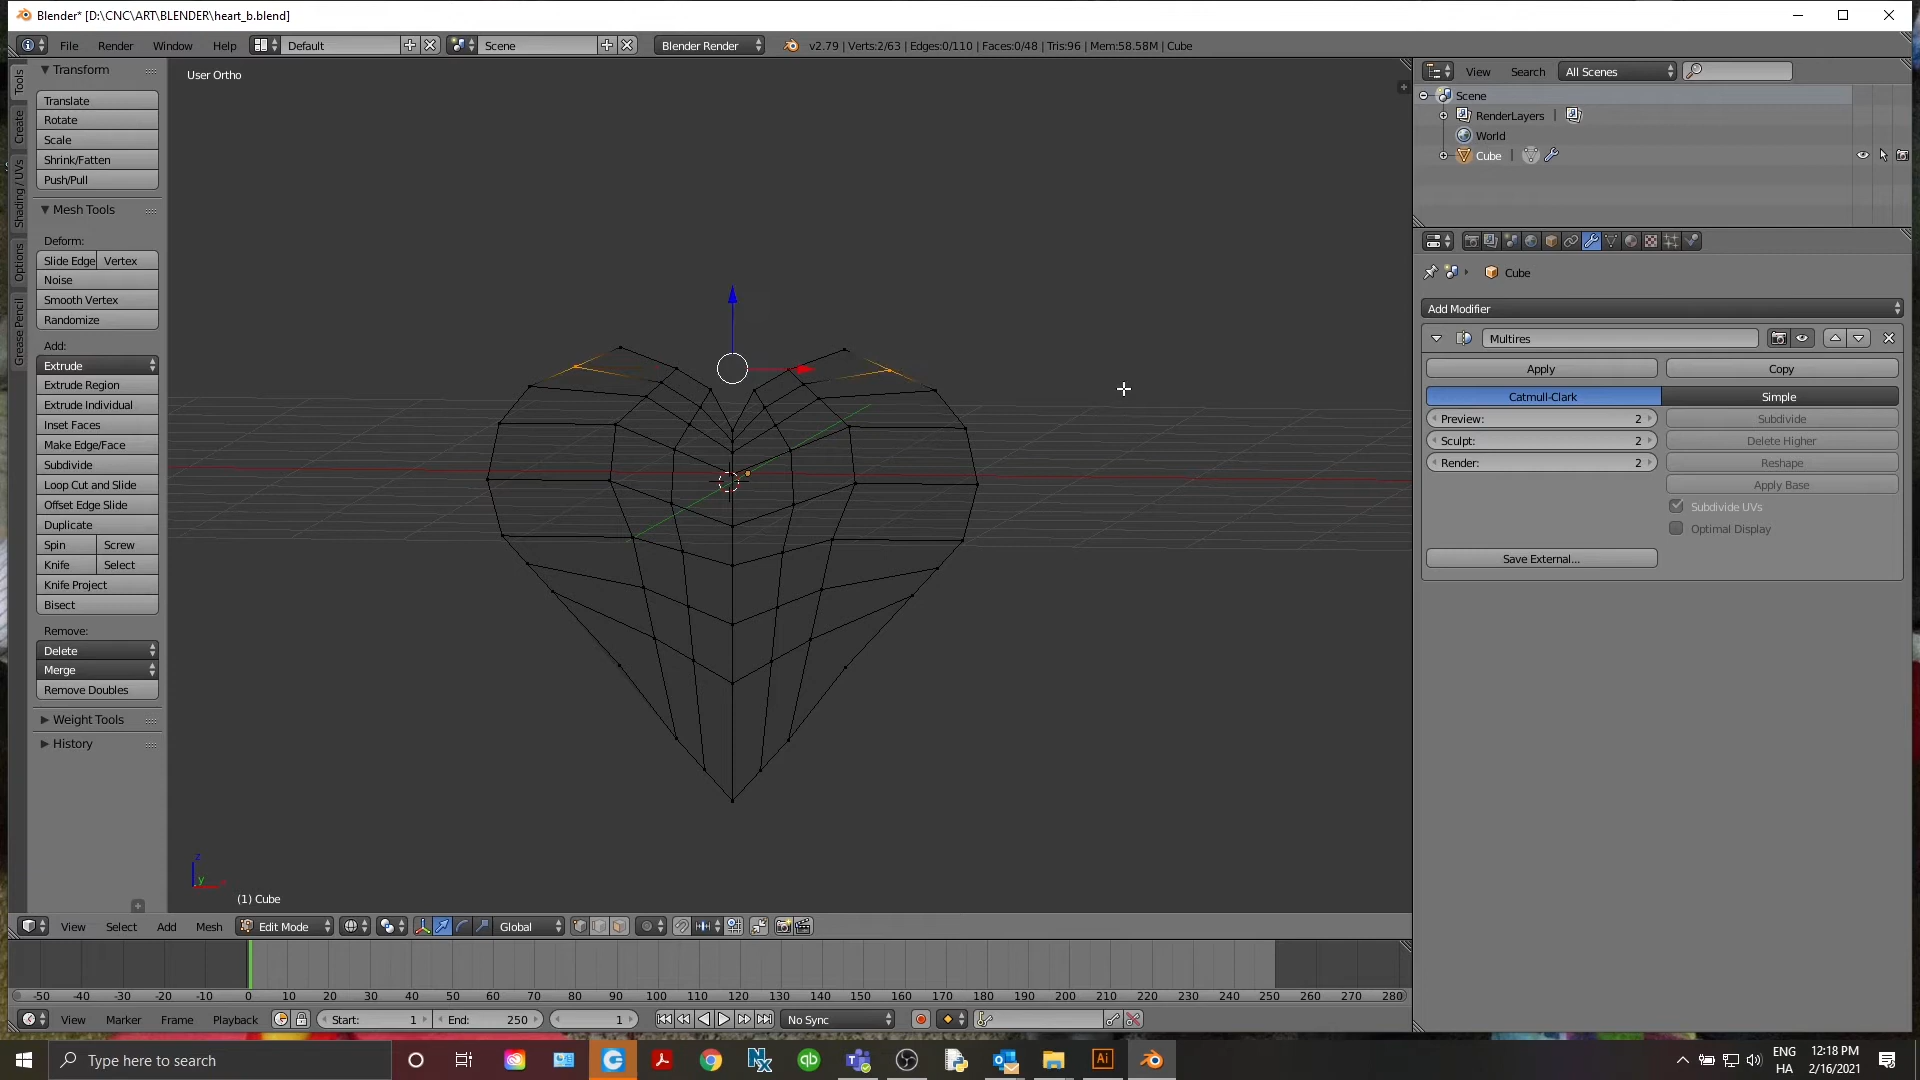 Blender* [D:\CNC\ART\BLENDER\heart_b.blend]
File Render Window Help Default Scene Blender Render v2.79 | Verts:2/63 | Edges:0/110 | Faces:0/48 | Tris:96 | Mem:58.58M | Cube
Tools
Create
Shading / UVs
Options
Grease Pencil
Transform
Translate
Rotate
Scale
Shrink/Fatten
Push/Pull
Mesh Tools
Deform:
Slide Edge Vertex
Noise
Smooth Vertex
Randomize
Add:
Extrude
Extrude Region
Extrude Individual
Inset Faces
Make Edge/Face
Subdivide
Loop Cut and Slide
Offset Edge Slide
Duplicate
Spin Screw
Knife Select
Knife Project
Bisect
Remove:
Delete
Merge
Remove Doubles
Weight Tools
History
User Ortho
z
y
(1) Cube
View Search All Scenes
Scene
RenderLayers |
World
Cube |
Cube
Add Modifier
Multires
Apply Copy
Catmull-Clark Simple
Preview: 2 Subdivide
Sculpt: 2 Delete Higher
Render: 2 Reshape
Apply Base
Subdivide UVs
Optimal Display
Save External...
View Select Add Mesh Edit Mode Global
-50 -40 -30 -20 -10 0 10 20 30 40 50 60 70 80 90 100 110 120 130 140 150 160 170 180 190 200 210 220 230 240 250 260 270 280
View Marker Frame Playback Start: 1 End: 250 1 No Sync
Type here to search
Ai
qb
ENG
HA
12:18 PM
2/16/2021